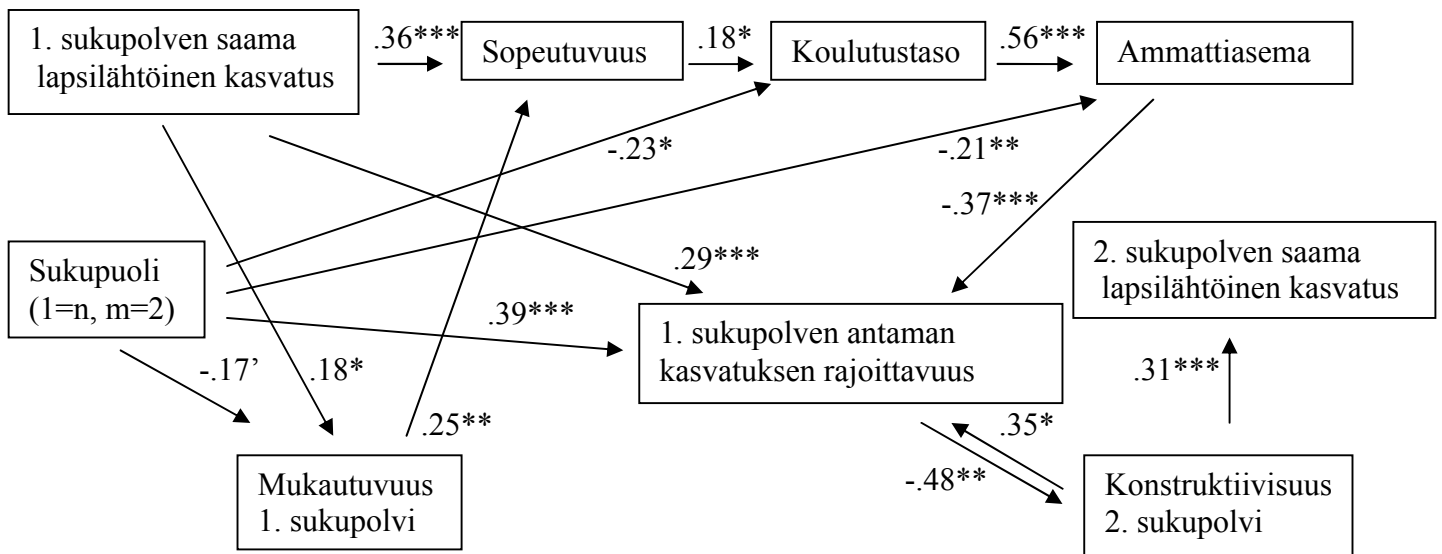 1. sukupolven saama
lapsilähtöinen kasvatus
.36***
Sopeutuvuus
.18*
Koulutustaso
.56***
Ammattiasema
-.23*
-.21**
-.37***
Sukupuoli
(1=n, m=2)
.29***
2. sukupolven saama
lapsilähtöinen kasvatus
.39***
1. sukupolven antaman
kasvatuksen rajoittavuus
-.17’
.18*
.31***
.25**
.35*
-.48**
Mukautuvuus
1. sukupolvi
Konstruktiivisuus
2. sukupolvi